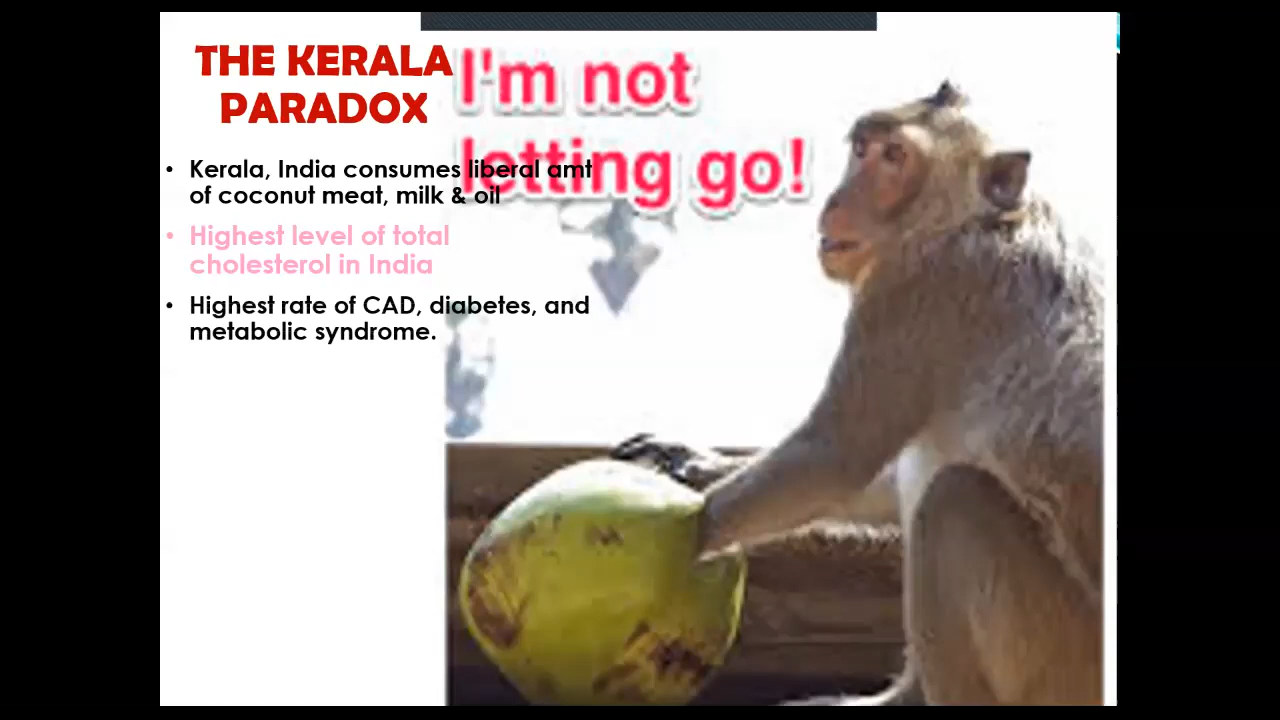 THE KERALA
PARADOX
I'm not
letting go!
• Kerala, India consumes liberal amt
of coconut meat, milk & oil
• Highest level of total
cholesterol in India
• Highest rate of CAD, diabetes, and
metabolic syndrome.